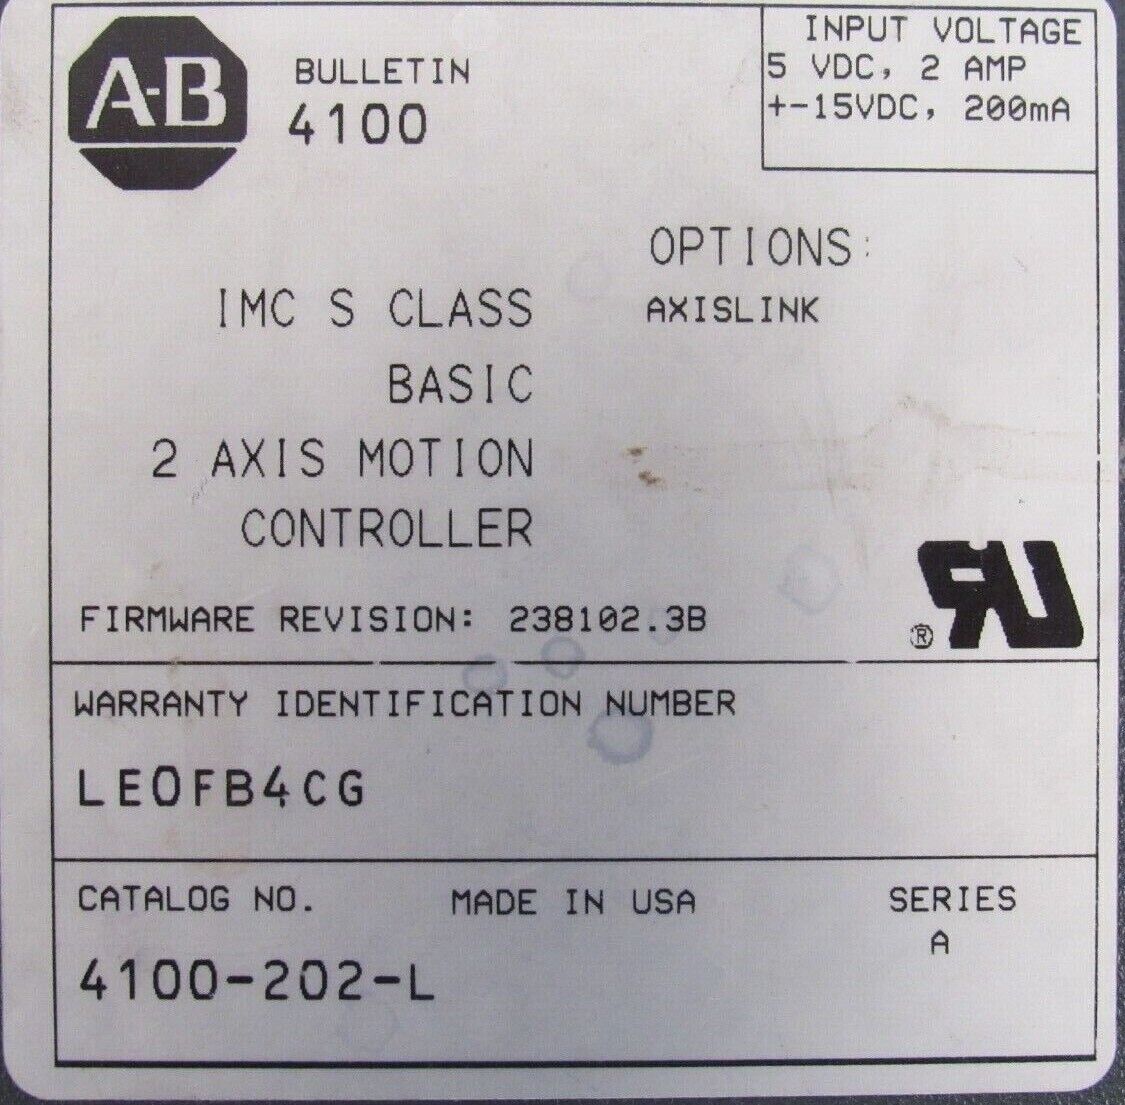 A-B
BULLETIN
4100
INPUT VOLTAGE
5 VDC, 2 AMP
+-15VDC, 200mA
OPTIONS:
AXISLINK
IMC S CLASS
BASIC
2 AXIS MOTION
CONTROLLER
FIRMWARE REVISION: 238102.3B
RU
®
WARRANTY IDENTIFICATION NUMBER
LE0FB4CG
CATALOG NO. MADE IN USA SERIES
A
4100-202-L